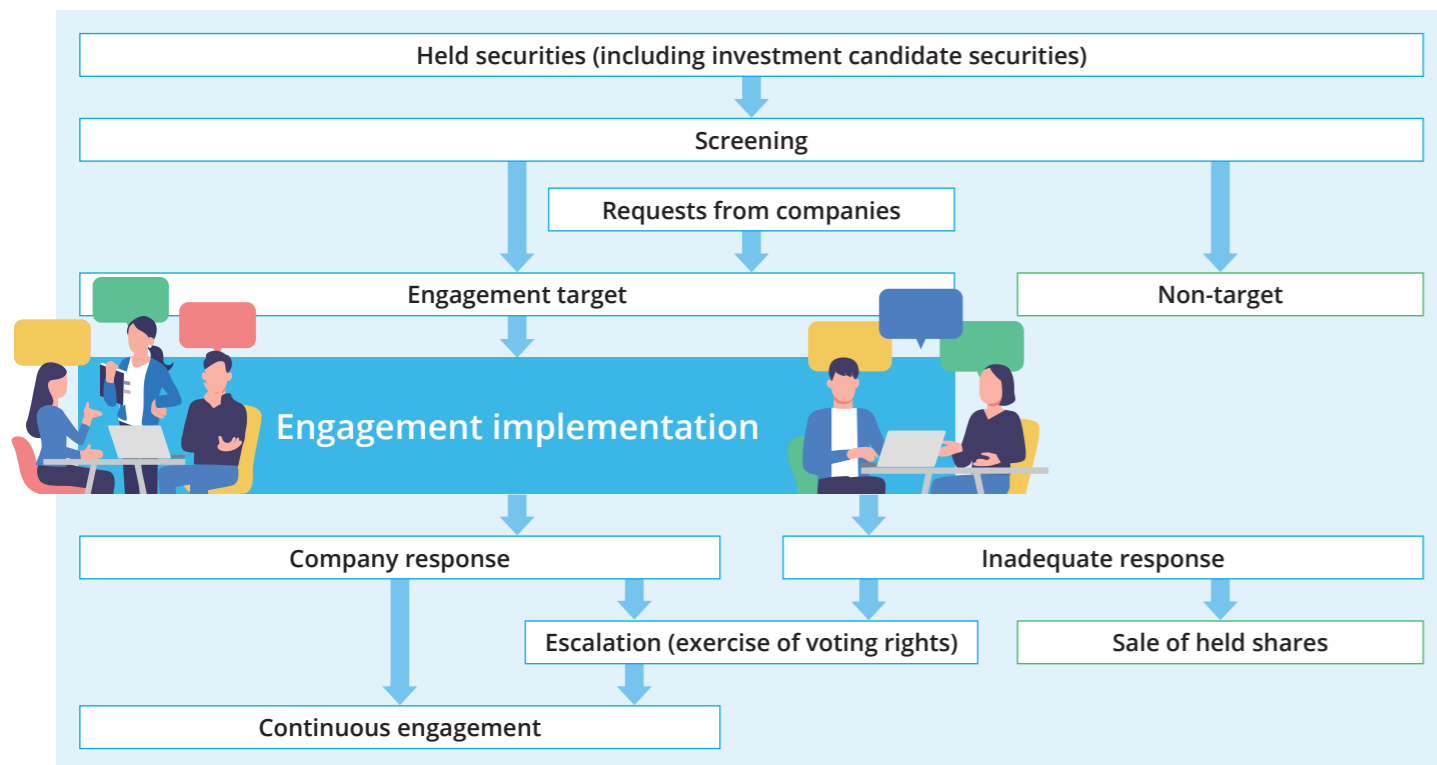 Held securities (including investment candidate securities)
Screening
Requests from companies
Engagement target
Non-target
Engagement implementation
Company response
Inadequate response
Escalation (exercise of voting rights)
Sale of held shares
Continuous engagement